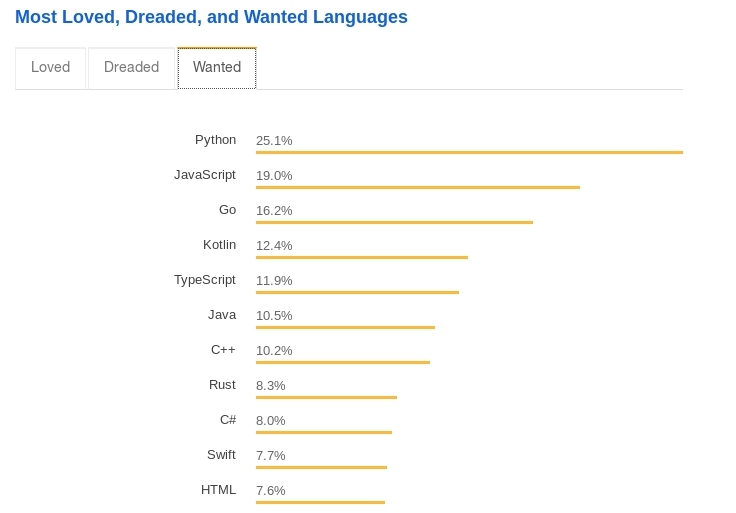 Most Loved, Dreaded, and Wanted Languages
Loved Dreaded Wanted
Python 25.1%
JavaScript 19.0%
Go 16.2%
Kotlin 12.4%
TypeScript 11.9%
Java 10.5%
C++ 10.2%
Rust 8.3%
C# 8.0%
Swift 7.7%
HTML 7.6%